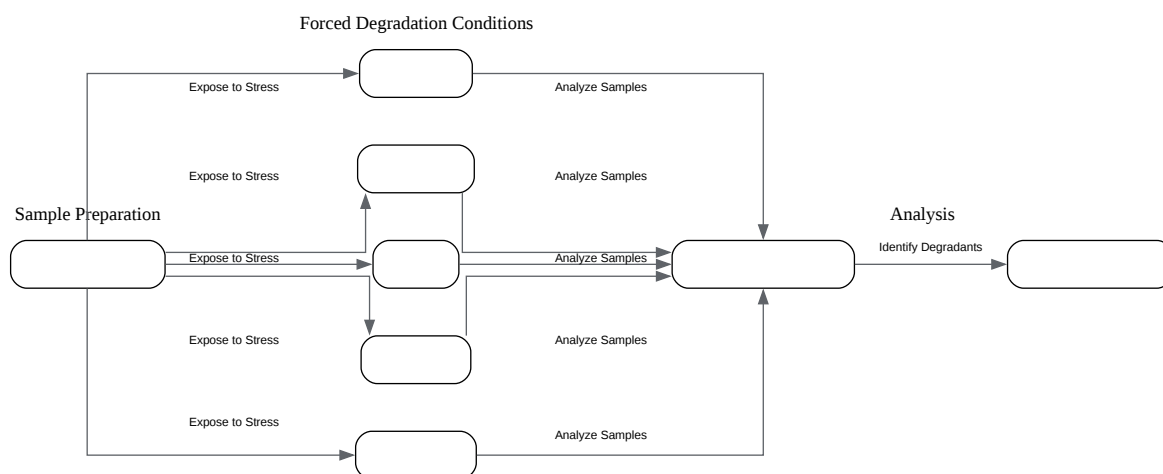 Forced Degradation Conditions
Expose to Stress
Analyze Samples
Expose to Stress
Analyze Samples
Sample Preparation
Analysis
Identify Degradants
Expose to Stress
Analyze Samples
Expose to Stress
Analyze Samples
Expose to Stress
Analyze Samples